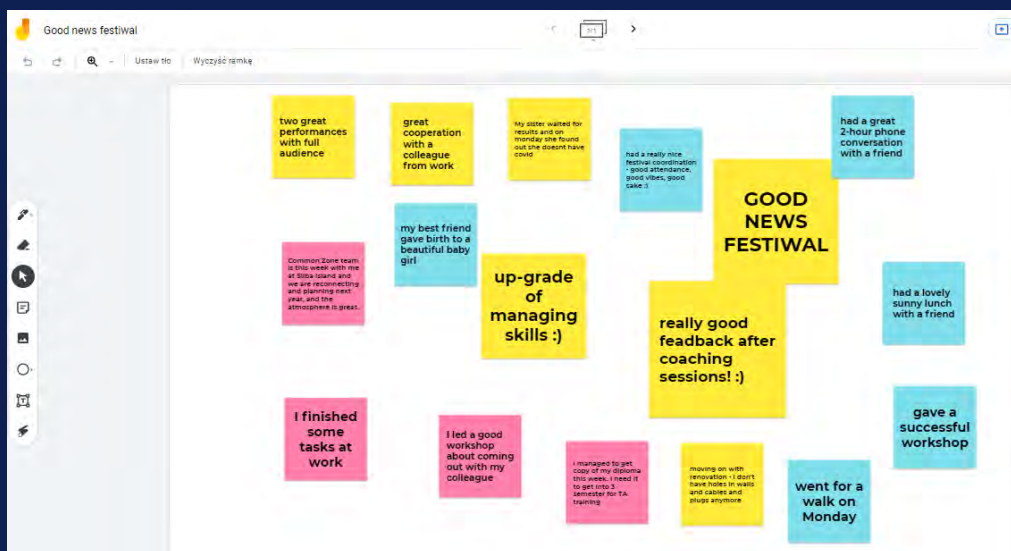 Good news festiwal
1/1
Ustaw tło
Wyczyść ramkę
two great
performances
with full
audience
great
cooperation
with a
colleague
from work
My sister waited for
results and on
monday she found
out she doesnt have
covid
had a really nice
festival coordination
- good attendance,
good vibes, good
cake :)
had a great
2-hour phone
conversation
with a friend
GOOD
NEWS
FESTIWAL
my best friend
gave birth to a
beautiful baby
girl
Common Zone team
is this week with me
at Silba Island and
we are reconnecting
and planning next
year, and the
atmosphere is great.
up-grade
of
managing
skills :)
really good
feadback after
coaching
sessions! :)
had a lovely
sunny lunch
with a friend
I finished
some
tasks at
work
I led a good
workshop
about coming
out with my
colleague
I managed to get
copy of my diploma
this week. I need it
to get into 3
semester for TA
training
moving on with
renovation - I don't
have holes in walls
and cables and
plugs anymore
went for a
walk on
Monday
gave a
successful
workshop